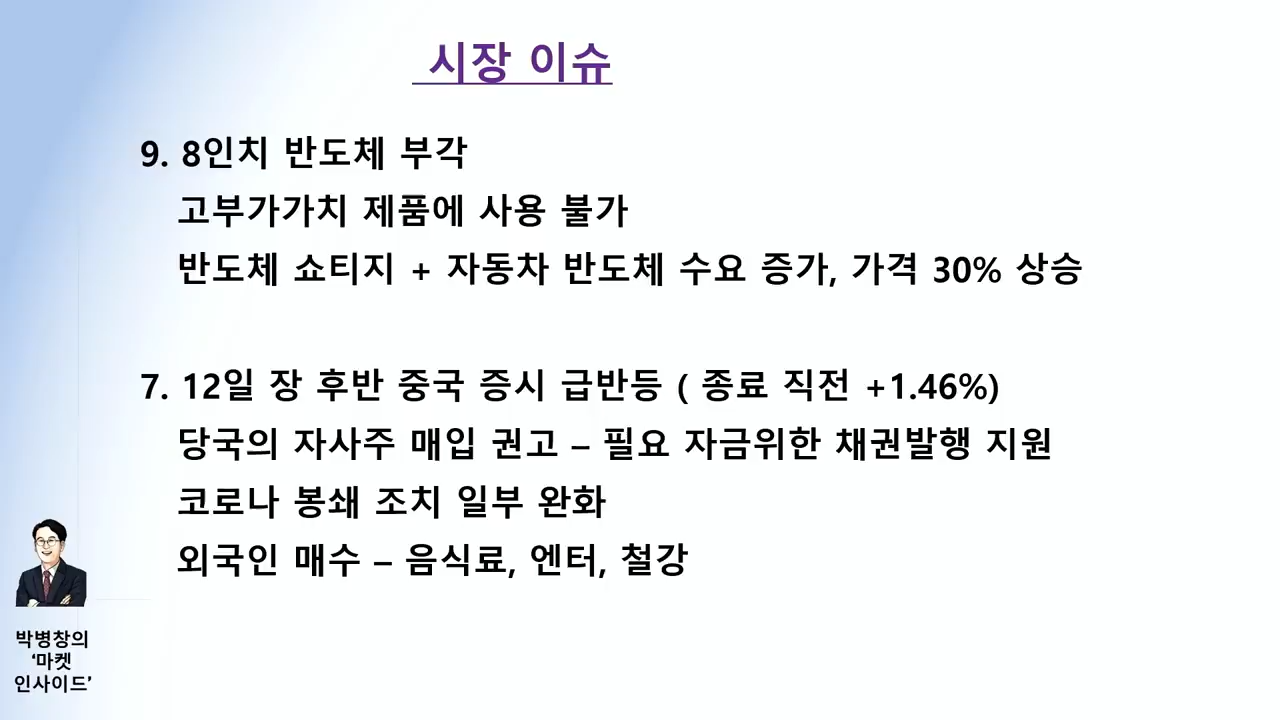 시장 이슈
9. 8인치 반도체 부각
고부가가치 제품에 사용 불가
반도체 쇼티지 + 자동차 반도체 수요 증가, 가격 30% 상승
7. 12일 장 후반 중국 증시 급반등 ( 종료 직전 +1.46%)
당국의 자사주 매입 권고 – 필요 자금위한 채권발행 지원
코로나 봉쇄 조치 일부 완화
외국인 매수 – 음식료, 엔터, 철강
박병창의
‘마켓
인사이드’